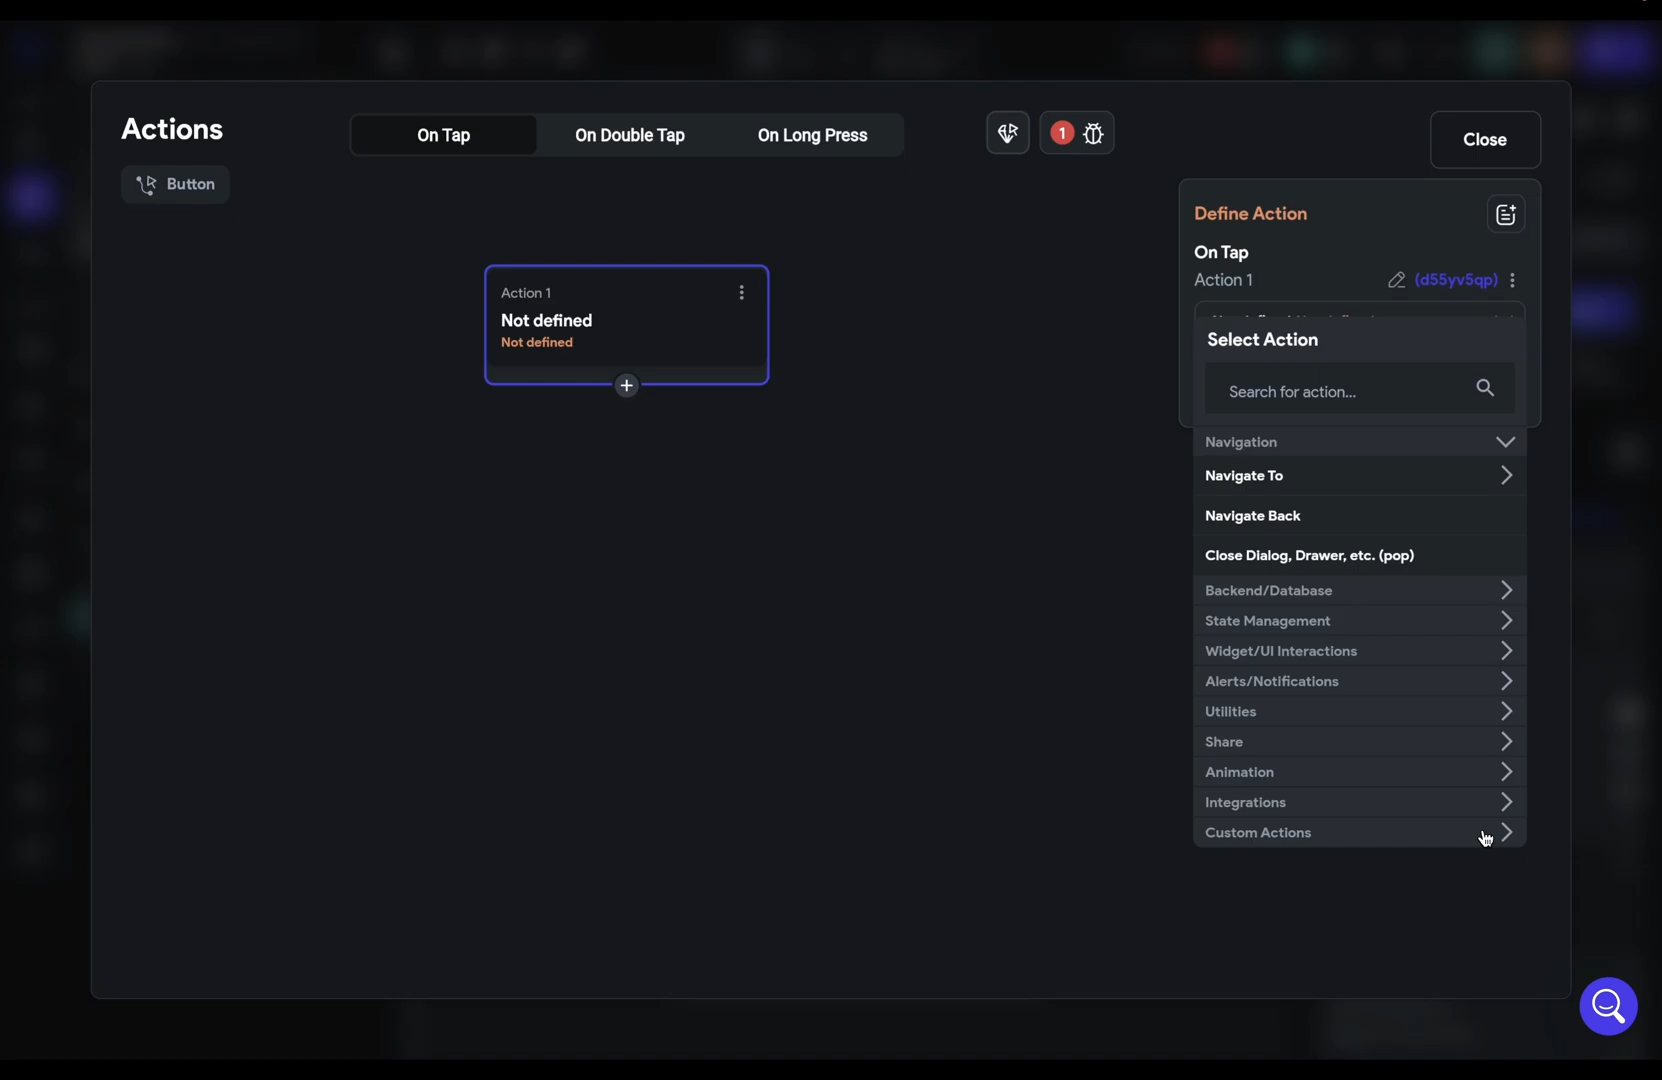 Actions
On Tap
On Double Tap
On Long Press
1
Close
Button
Define Action
On Tap
Action 1
(d55yv5qp)
Action 1
Not defined
Not defined
Select Action
Search for action...
Navigation
Navigate To
Navigate Back
Close Dialog, Drawer, etc. (pop)
Backend/Database
State Management
Widget/UI Interactions
Alerts/Notifications
Utilities
Share
Animation
Integrations
Custom Actions